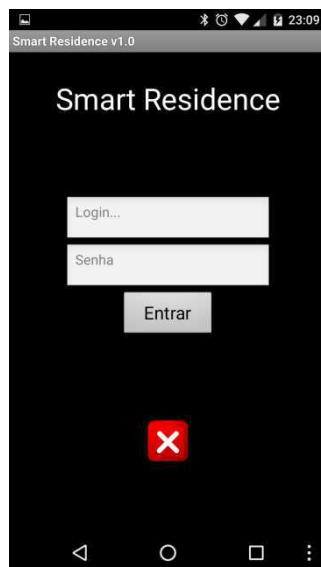 23:09
Smart Residence v1.0
Smart Residence
Login...
Senha
Entrar